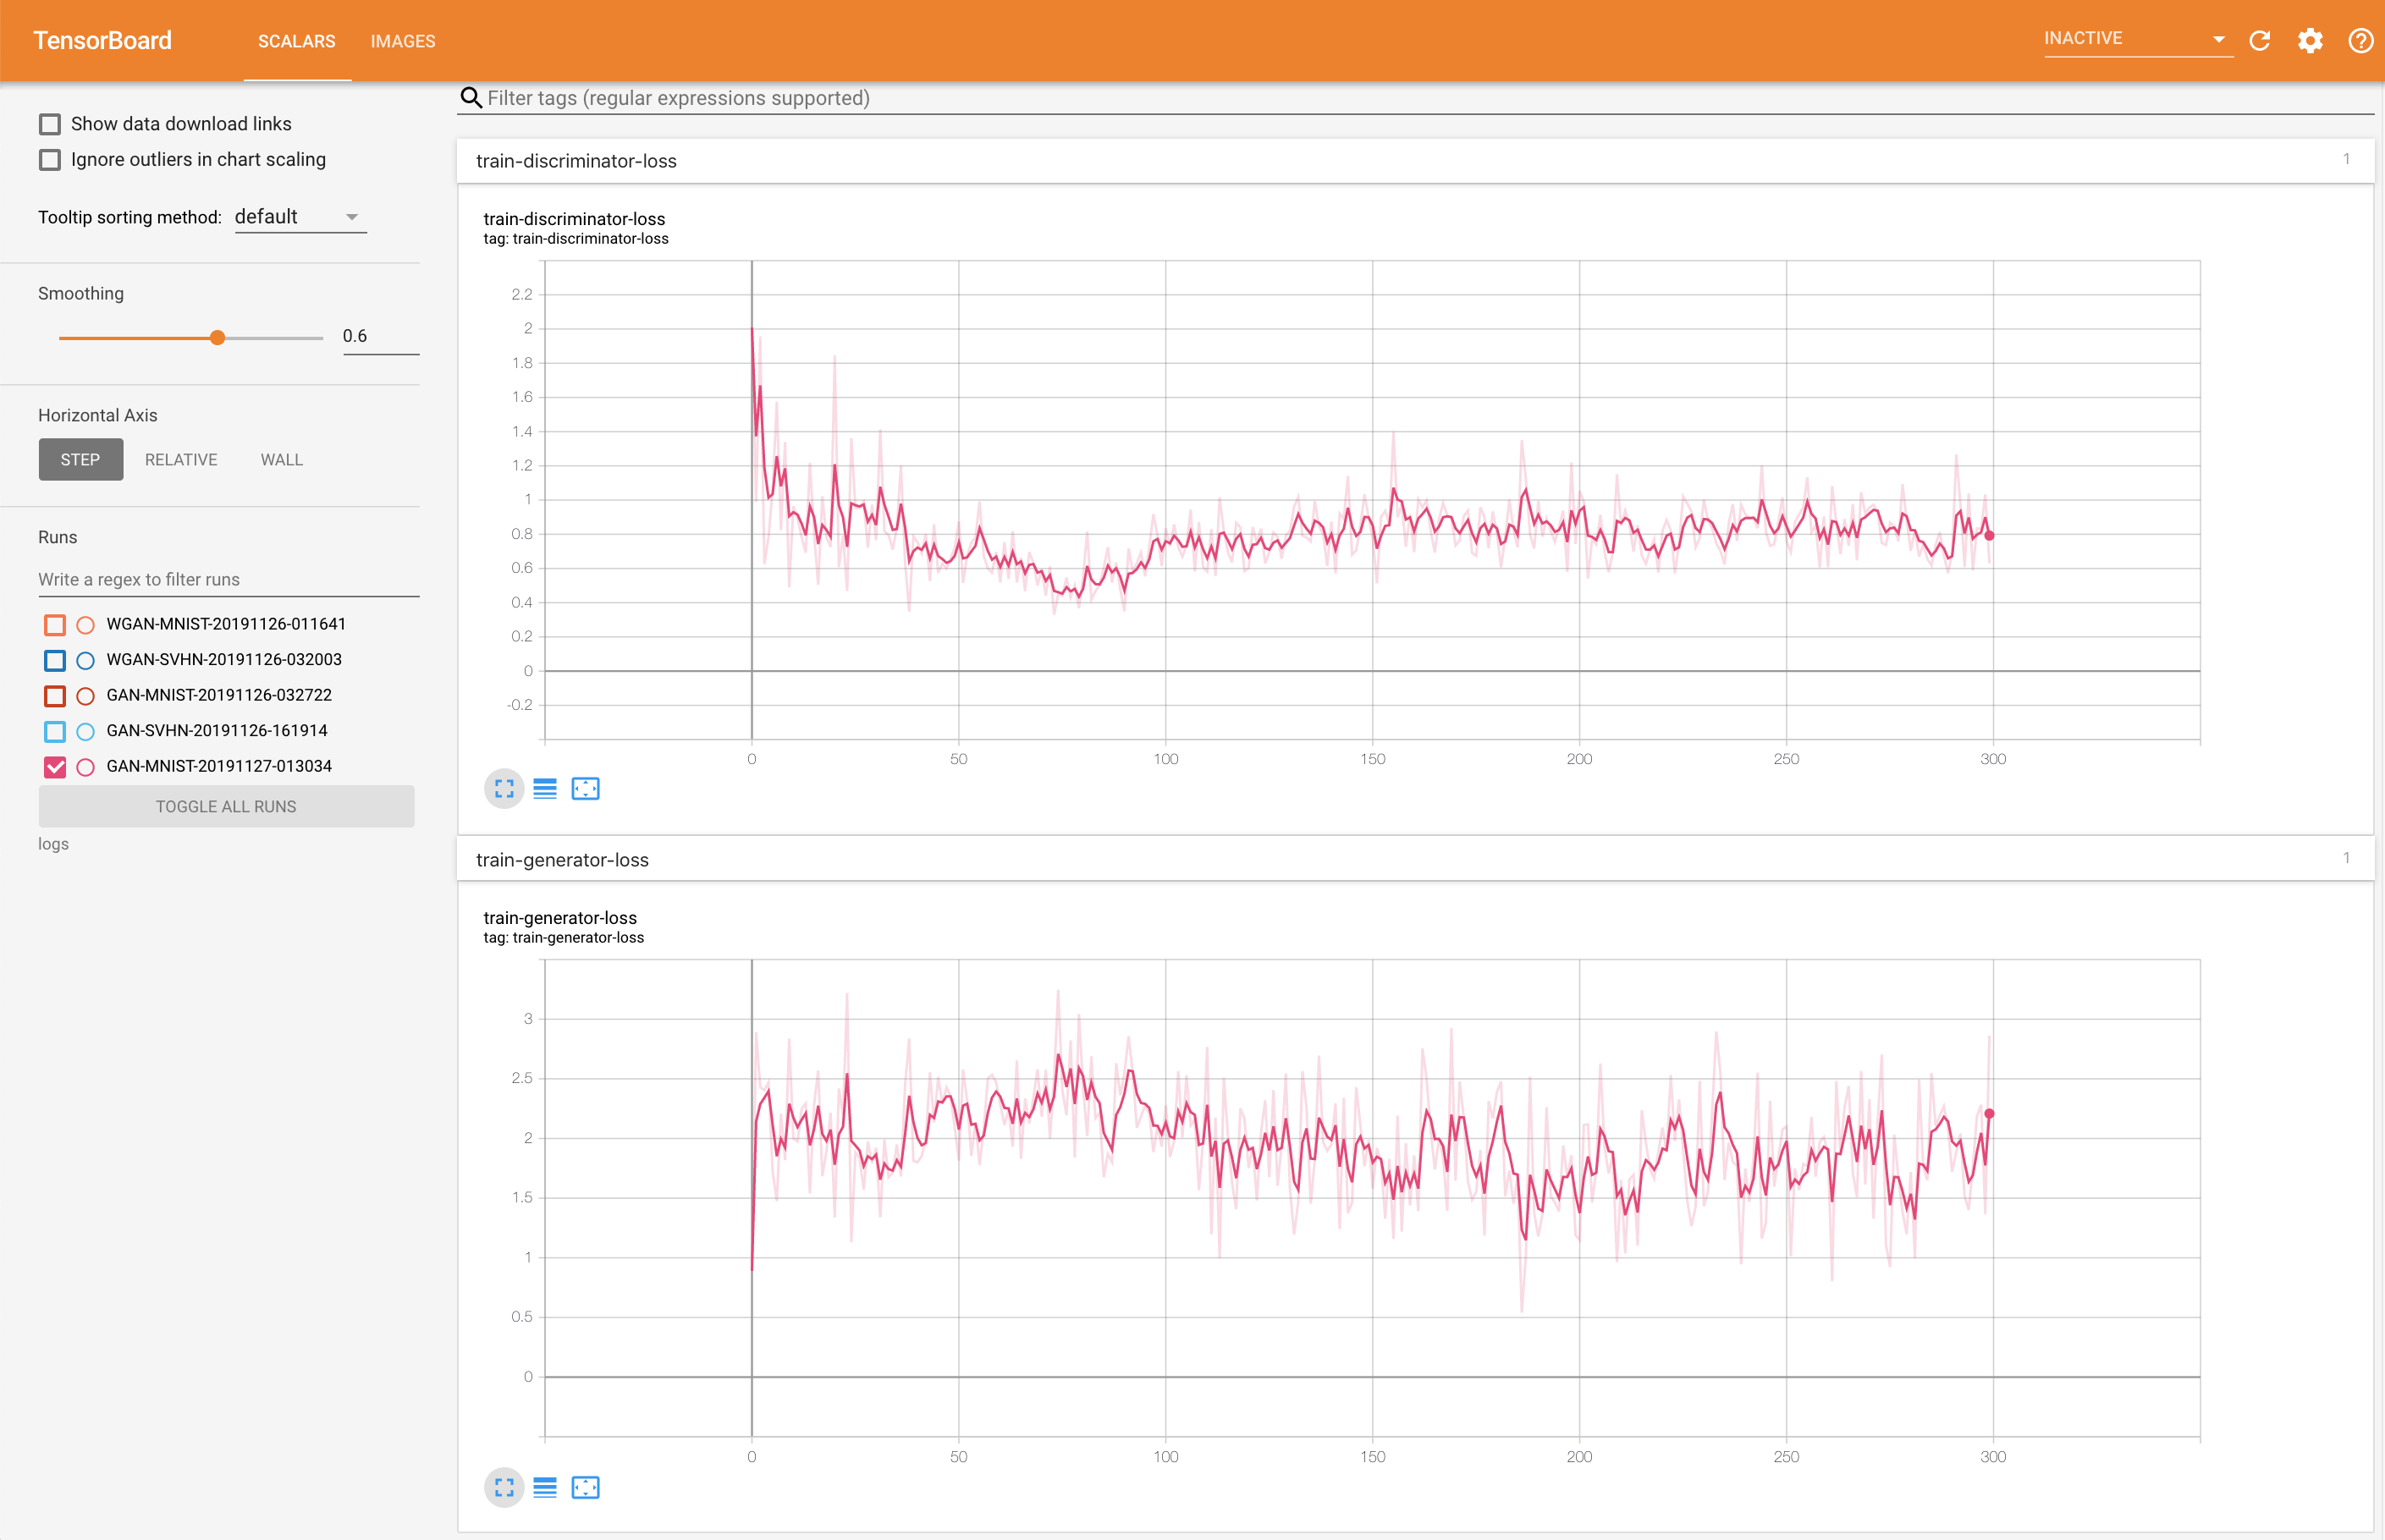 TensorBoard SCALARS IMAGES INACTIVE
Show data download links
Ignore outliers in chart scaling
Tooltip sorting method: default
Smoothing
0.6
Horizontal Axis
STEP RELATIVE WALL
Runs
Write a regex to filter runs
WGAN-MNIST-20191126-011641
WGAN-SVHN-20191126-032003
GAN-MNIST-20191126-032722
GAN-SVHN-20191126-161914
GAN-MNIST-20191127-013034
TOGGLE ALL RUNS
logs
Filter tags (regular expressions supported)
train-discriminator-loss 1
train-discriminator-loss
tag: train-discriminator-loss
2.2
2
1.8
1.6
1.4
1.2
1
0.8
0.6
0.4
0.2
0
-0.2
0 50 100 150 200 250 300
train-generator-loss 1
train-generator-loss
tag: train-generator-loss
3
2.5
2
1.5
1
0.5
0
0 50 100 150 200 250 300